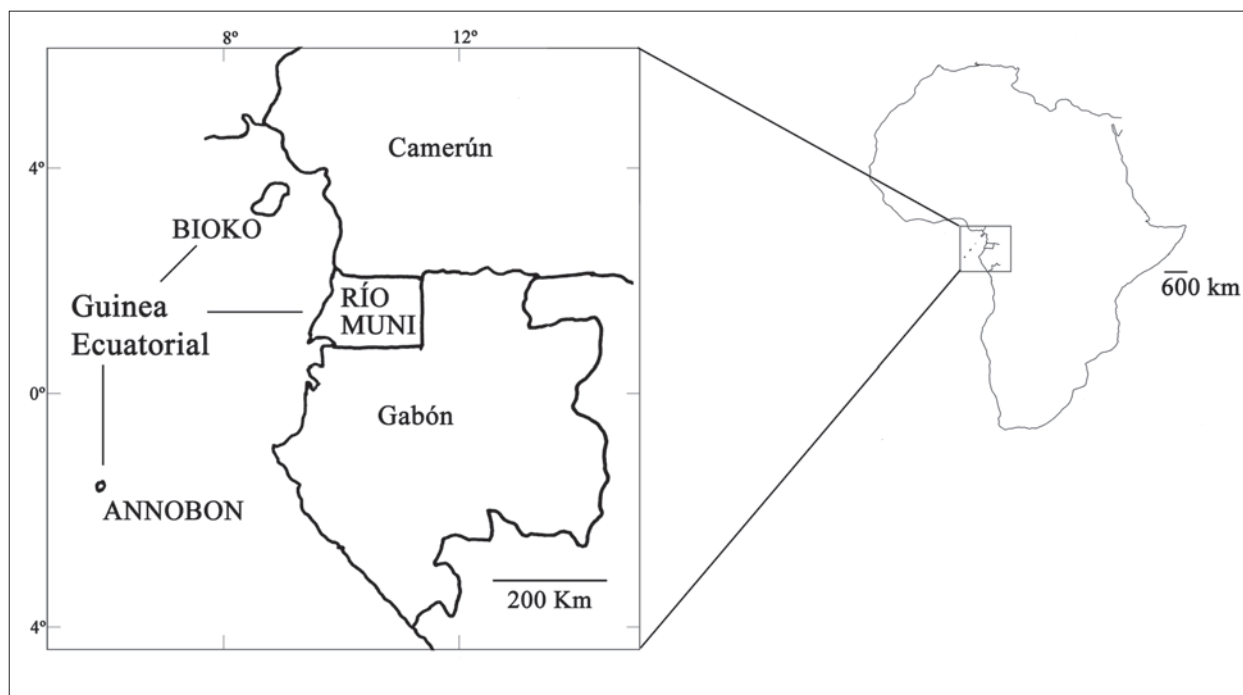 8º
12º
Camerún
4º
BIOKO
Guinea
Ecuatorial
RÍO
MUNI
600 km
0º
Gabón
ANNOBON
200 Km
4º